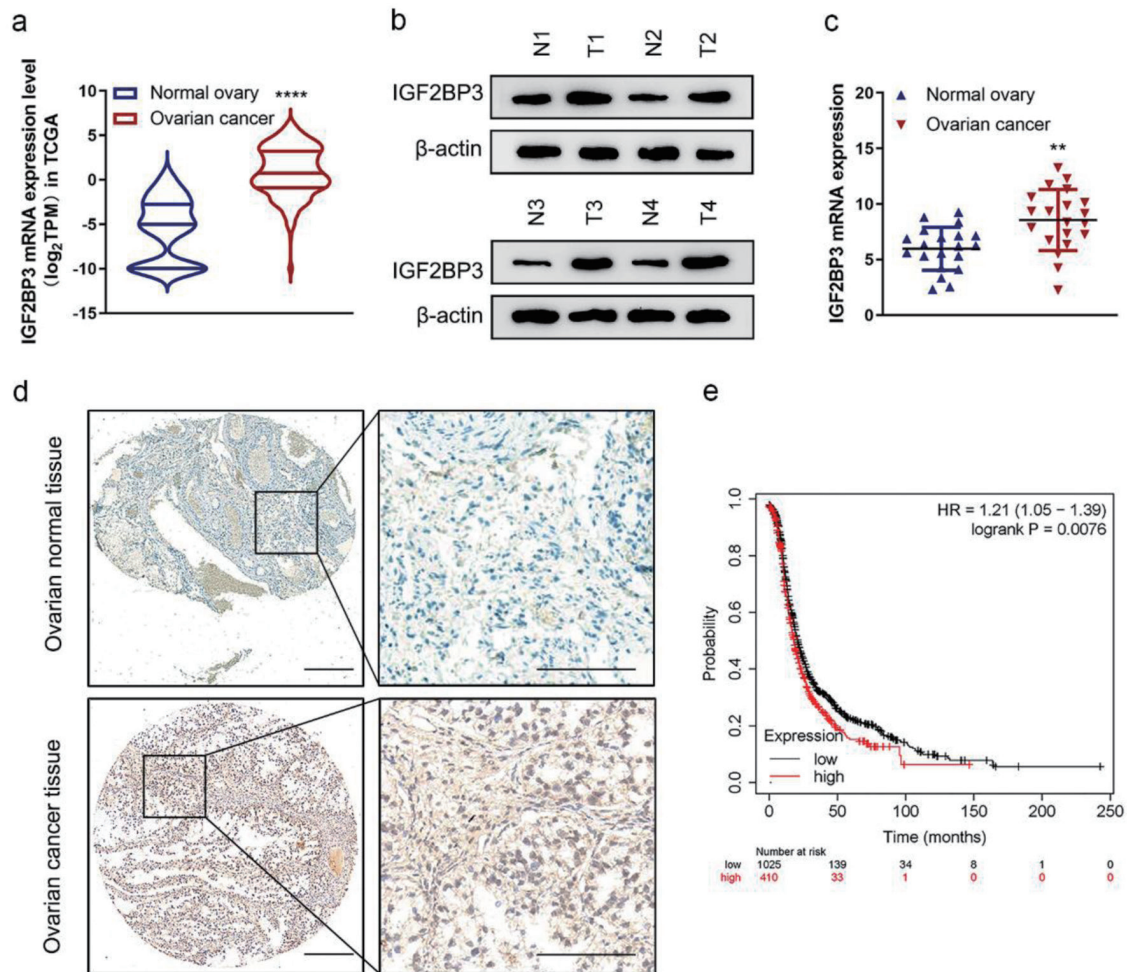 a
IGF2BP3 mRNA expression level
(log2TPM) in TCGA
10
5
0
-5
-10
-15
Normal ovary
Ovarian cancer
****
b
N1 T1 N2 T2
IGF2BP3
β-actin
N3 T3 N4 T4
IGF2BP3
β-actin
c
IGF2BP3 mRNA expression
20
15
10
5
0
Normal ovary
Ovarian cancer
**
d
Ovarian normal tissue
Ovarian cancer tissue
e
Probability
1.0
0.8
0.6
0.4
0.2
0.0
HR = 1.21 (1.05 − 1.39)
logrank P = 0.0076
Expression
low
high
0 50 100 150 200 250
Time (months)
Number at risk
low 1025 139 34 8 1 0
high 410 33 1 0 0 0